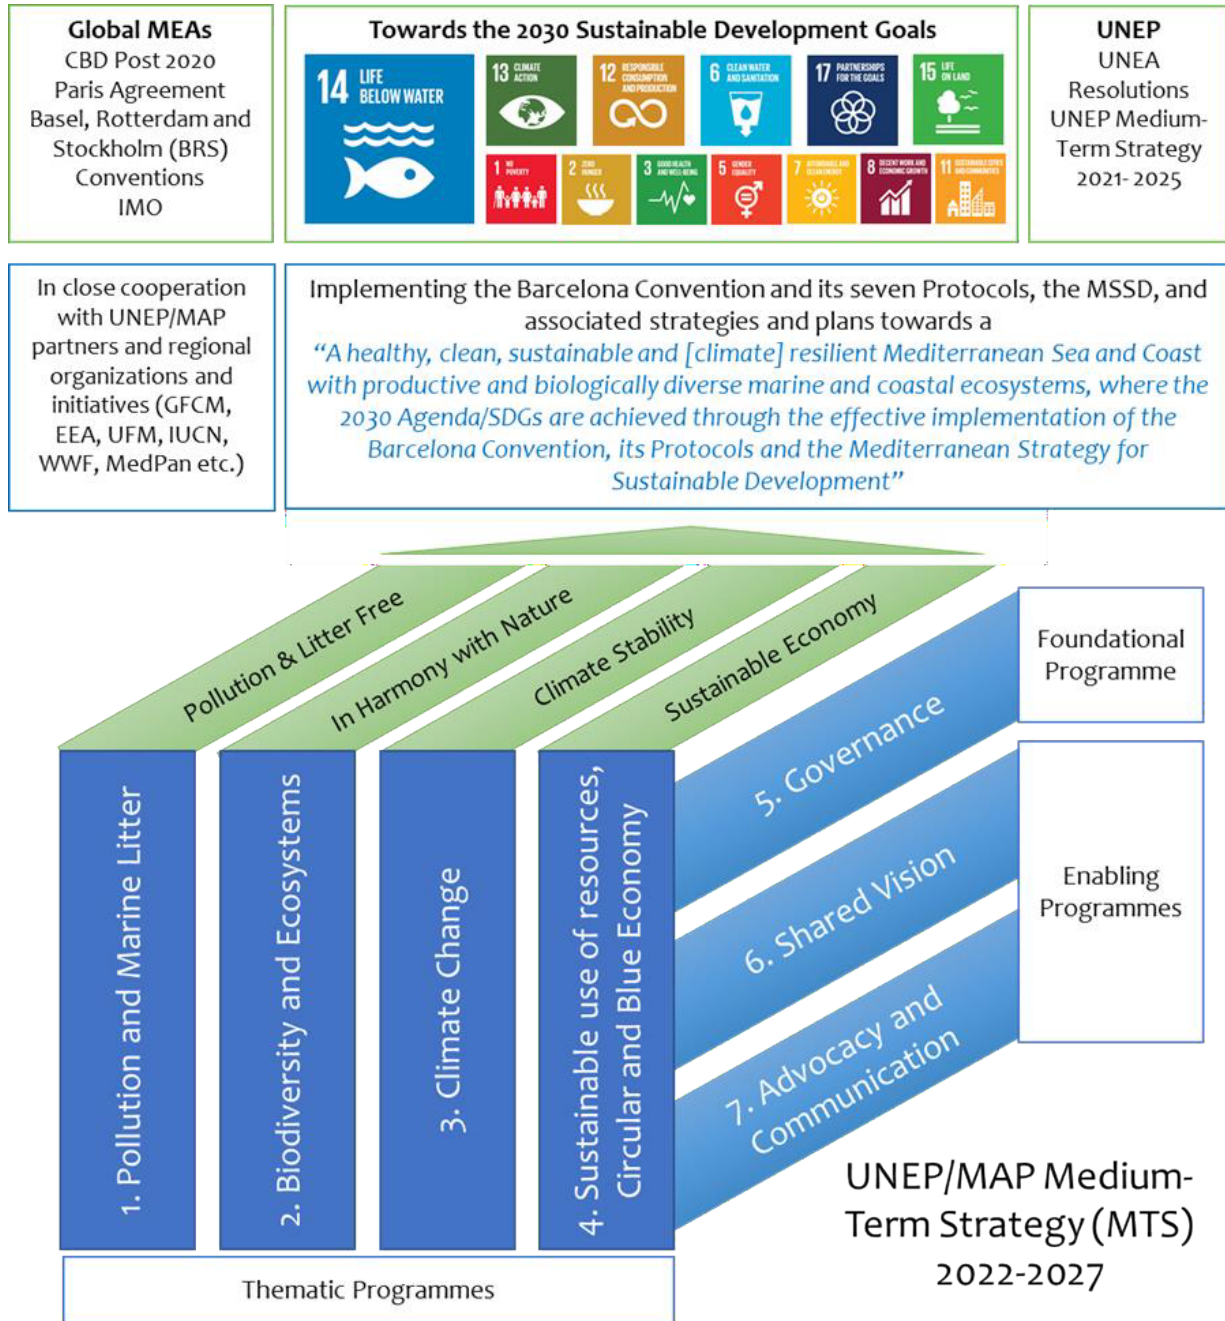 Global MEAs
CBD Post 2020
Paris Agreement
Basel, Rotterdam and
Stockholm (BRS)
Conventions
IMO
Towards the 2030 Sustainable Development Goals
14 LIFE
BELOW WATER
13 CLIMATE
ACTION
12 RESPONSIBLE
CONSUMPTION
AND PRODUCTION
6 CLEAN WATER
AND SANITATION
17 PARTNERSHIPS
FOR THE GOALS
15 LIFE
ON LAND
1 NO
POVERTY
2 ZERO
HUNGER
3 GOOD HEALTH
AND WELL-BEING
5 GENDER
EQUALITY
7 AFFORDABLE AND
CLEAN ENERGY
8 DECENT WORK AND
ECONOMIC GROWTH
11 SUSTAINABLE CITIES
AND COMMUNITIES
UNEP
UNEA
Resolutions
UNEP Medium-
Term Strategy
2021- 2025
In close cooperation
with UNEP/MAP
partners and regional
organizations and
initiatives (GFCM,
EEA, UFM, IUCN,
WWF, MedPan etc.)
Implementing the Barcelona Convention and its seven Protocols, the MSSD, and
associated strategies and plans towards a
“A healthy, clean, sustainable and [climate] resilient Mediterranean Sea and Coast
with productive and biologically diverse marine and coastal ecosystems, where the
2030 Agenda/SDGs are achieved through the effective implementation of the
Barcelona Convention, its Protocols and the Mediterranean Strategy for
Sustainable Development”
Pollution & Litter Free
In Harmony with Nature
Climate Stability
Sustainable Economy
1. Pollution and Marine Litter
2. Biodiversity and Ecosystems
3. Climate Change
4. Sustainable use of resources,
Circular and Blue Economy
5. Governance
6. Shared Vision
7. Advocacy and
Communication
Foundational
Programme
Enabling
Programmes
Thematic Programmes
UNEP/MAP Medium-
Term Strategy (MTS)
2022-2027